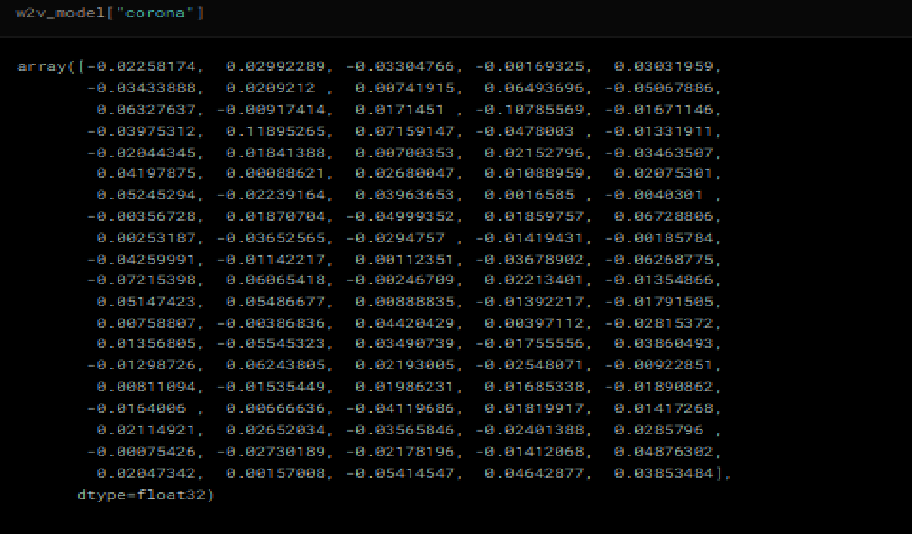 w2v_model["corona"]
array([-0.02258174, 0.02992289, -0.03304766, -0.00169325, 0.03031959,
-0.03433888, 0.0209212 , 0.00741915, 0.06493696, -0.05067886,
0.06327637, -0.00917414, 0.0171451 , -0.10785569, -0.01671146,
-0.03975312, 0.11895265, 0.07159147, -0.0478003 , -0.01331911,
-0.02044345, 0.01841388, 0.00700353, 0.02152796, -0.03463507,
0.04197875, 0.00088621, 0.02680047, 0.01088959, 0.02075301,
0.05245294, -0.02239164, 0.03963653, 0.0016585 , -0.0040301 ,
-0.00356728, 0.01870704, -0.04999352, 0.01859757, 0.06728806,
0.00253187, -0.03652565, -0.0294757 , -0.01419431, -0.00185784,
-0.04259991, -0.01142217, 0.00112351, -0.03678902, -0.06268775,
-0.07215398, 0.06065418, -0.00246709, 0.02213401, -0.01354866,
0.05147423, 0.05486677, 0.00888835, -0.01392217, -0.01791505,
0.00758807, -0.00386836, 0.04420429, 0.00397112, -0.02815372,
0.01356805, -0.05545323, 0.03490739, -0.01755556, 0.03860493,
-0.01298726, 0.06243805, 0.02193005, -0.02548071, -0.00922851,
0.00811094, -0.01535449, 0.01986231, 0.01685338, -0.01890862,
-0.0164006 , 0.00666636, -0.04119686, 0.01819917, 0.01417268,
0.02114921, 0.02652034, -0.03565846, -0.02401388, 0.0285796 ,
-0.00075426, -0.02730189, -0.02178196, -0.01412068, 0.04876302,
0.02047342, 0.00157008, -0.05414547, 0.04642877, 0.03853484],
dtype=float32)